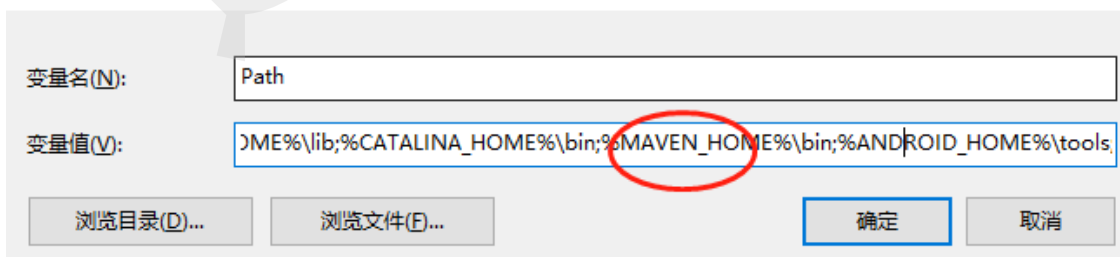 变量名(N):
Path
变量值(V):
OME%\lib;%CATALINA_HOME%\bin;%MAVEN_HOME%\bin;%ANDROID_HOME%\tools;
浏览目录(D)...
浏览文件(F)...
确定
取消